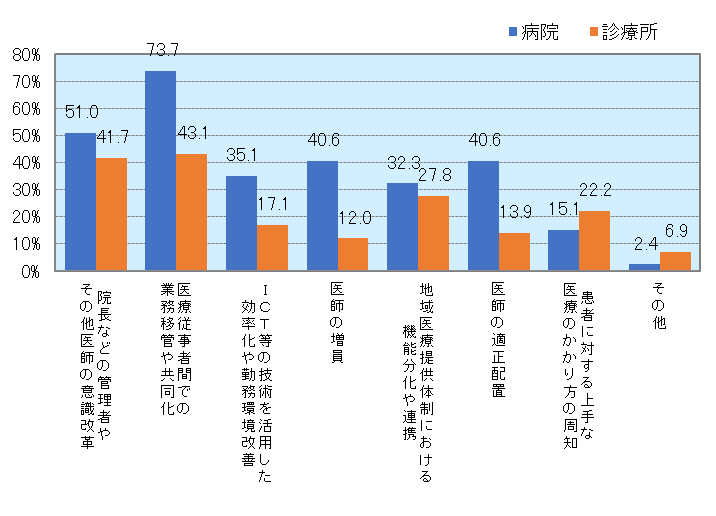 病院 診療所
80%
70%
60%
50%
40%
30%
20%
10%
0%
51.0 41.7
73.7 43.1
35.1 17.1
40.6 12.0
32.3 27.8
40.6 13.9
15.1 22.2
2.4 6.9
院長などの管理者や
その他医師の意識改革
医療従事者間での
業務移管や共同化
ICT等の技術を活用した
効率化や勤務環境改善
医師の増員
地域医療提供体制における
機能分化や連携
医師の適正配置
患者に対する上手な
医療のかかり方の周知
その他